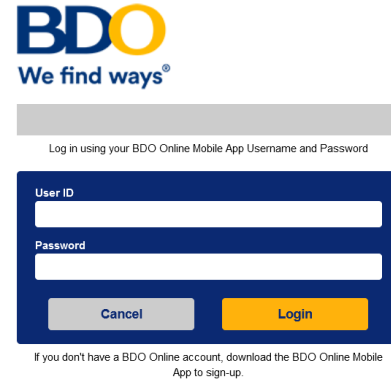 BDO
We find ways®
Log in using your BDO Online Mobile App Username and Password
User ID
Password
Cancel
Login
If you don't have a BDO Online account, download the BDO Online Mobile
App to sign-up.